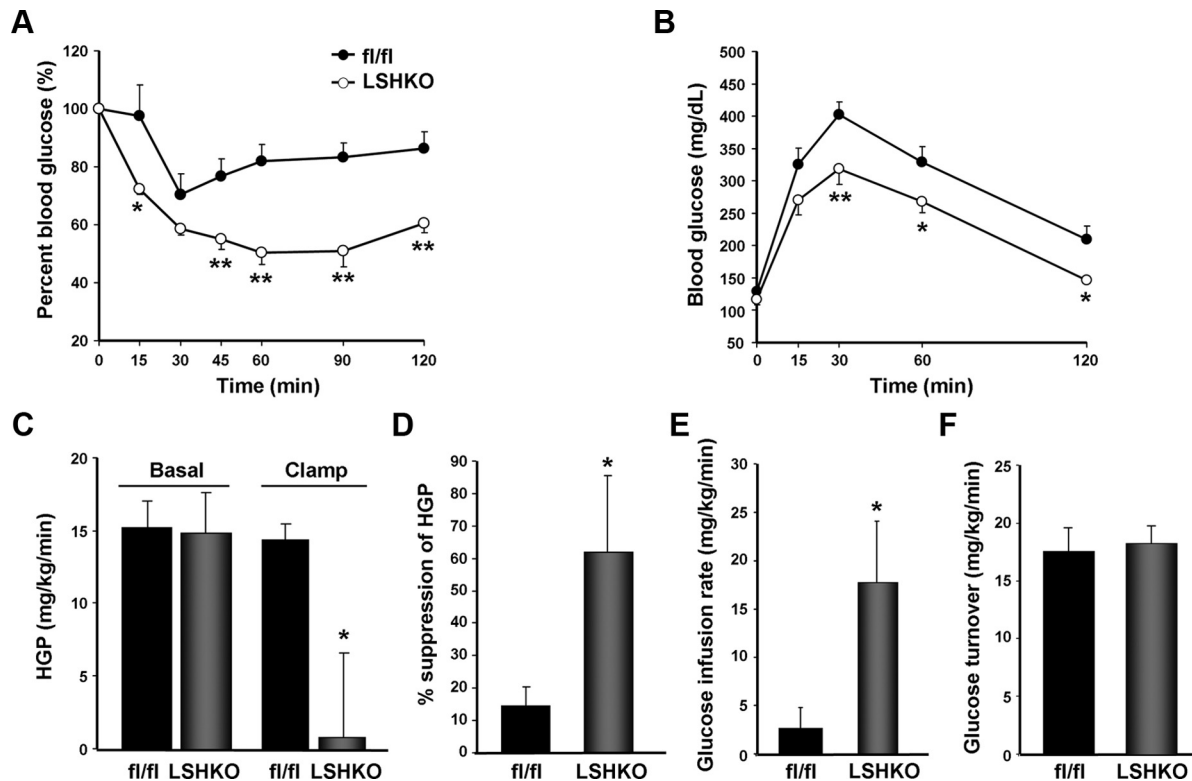 A
Percent blood glucose (%)
120
100
80
60
40
20
fl/fl
LSHKO
*
**
**
**
**
0 15 30 45 60 90 120
Time (min)
B
Blood glucose (mg/dL)
500
450
400
350
300
250
200
150
100
50
**
*
*
0 15 30 60 120
Time (min)
C
HGP (mg/kg/min)
20
15
10
5
0
Basal Clamp
*
fl/fl LSHKO fl/fl LSHKO
D
% suppression of HGP
90
80
70
60
50
40
30
20
10
0
*
fl/fl LSHKO
E
Glucose infusion rate (mg/kg/min)
30
25
20
15
10
5
0
*
fl/fl LSHKO
F
Glucose turnover (mg/kg/min)
25
20
15
10
5
0
fl/fl LSHKO